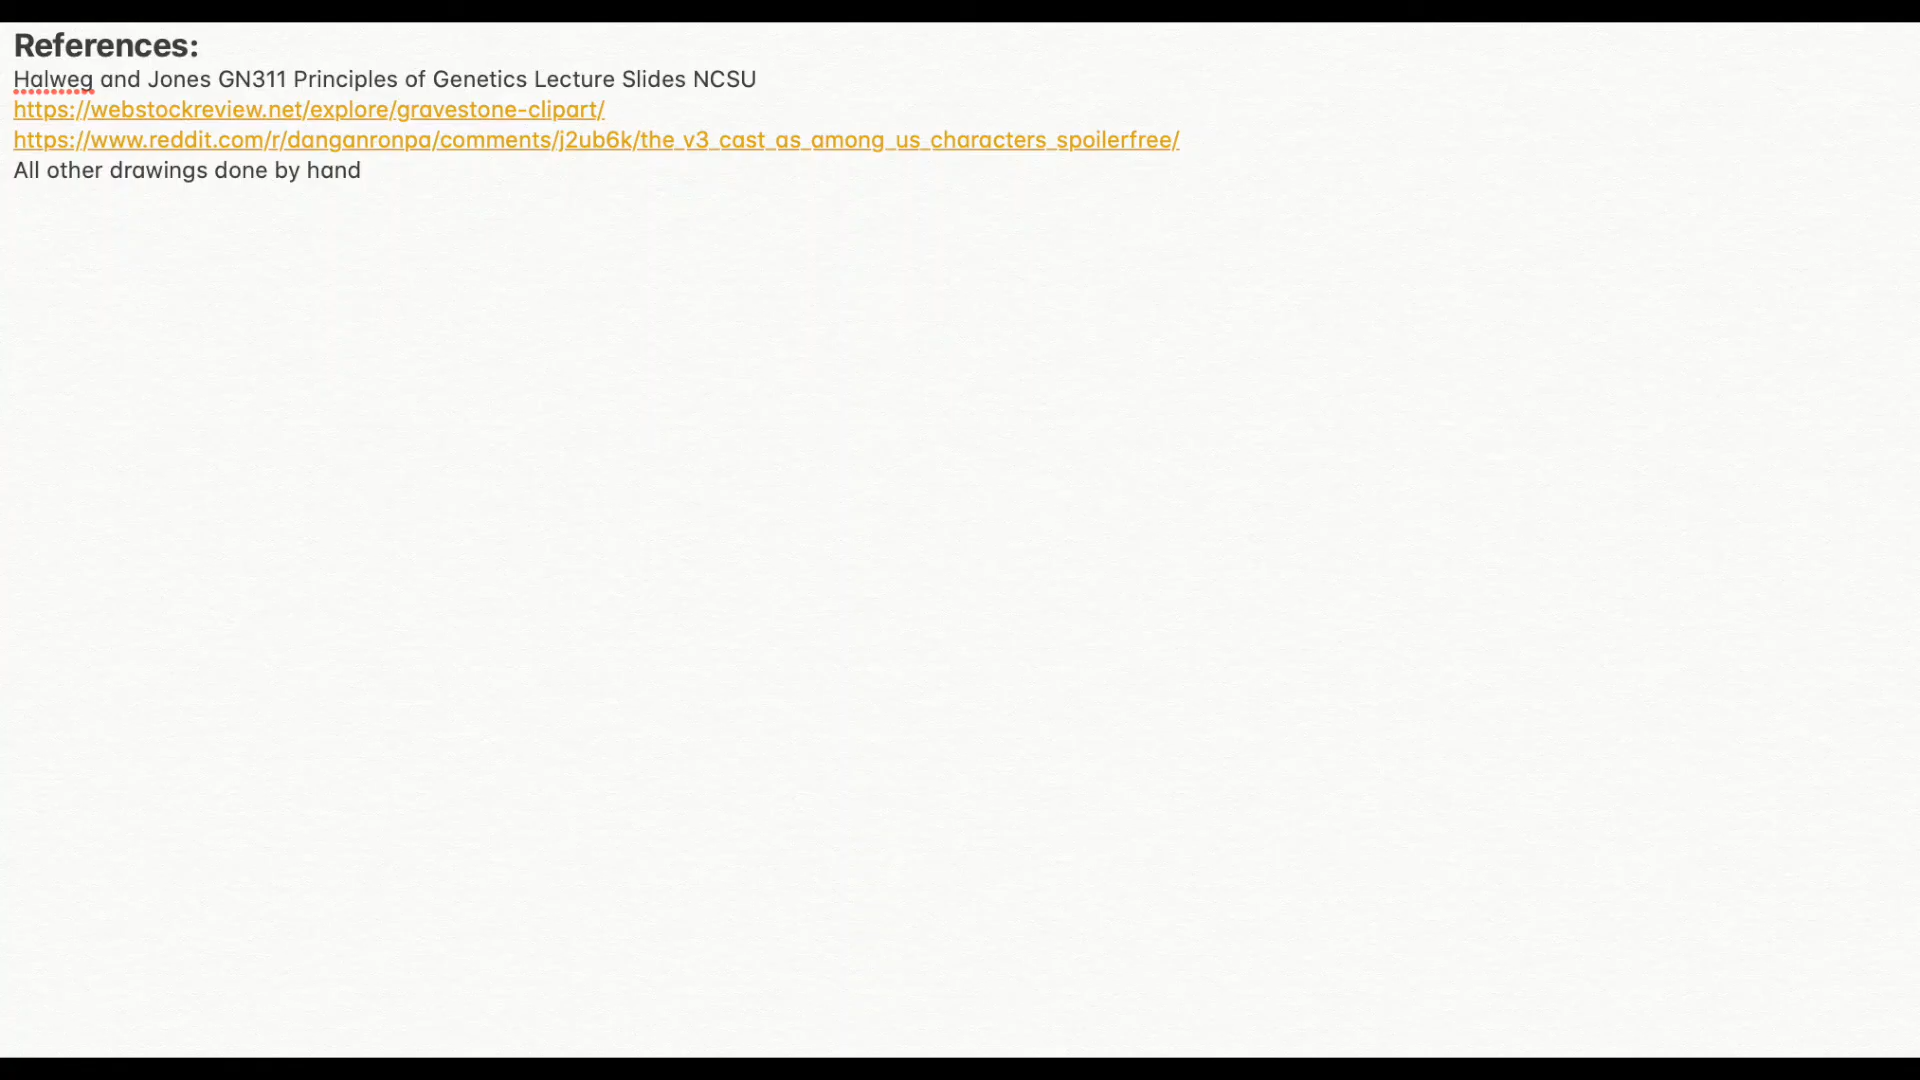 References:
Halweg and Jones GN311 Principles of Genetics Lecture Slides NCSU
https://webstockreview.net/explore/gravestone-clipart/
https://www.reddit.com/r/danganronpa/comments/j2ub6k/the_v3_cast_as_among_us_characters_spoilerfree/
All other drawings done by hand